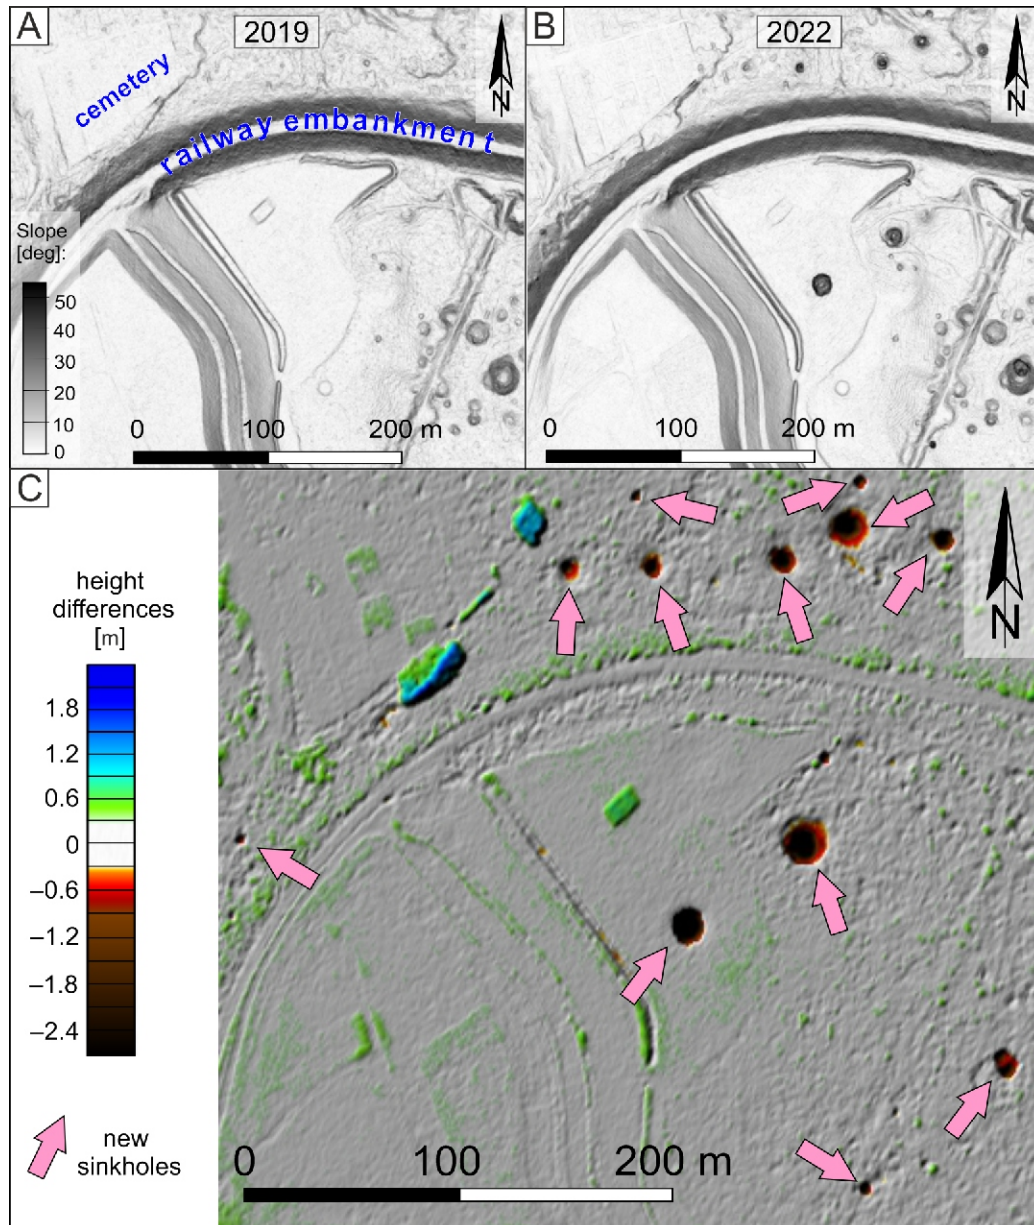 A
2019
N
cemetery
railway embankment
Slope
[deg]:
50
40
30
20
10
0
0
100
200 m
B
2022
N
0
100
200 m
C
N
height
differences
[m]
1.8
1.2
0.6
0
–0.6
–1.2
–1.8
–2.4
new
sinkholes
0
100
200 m